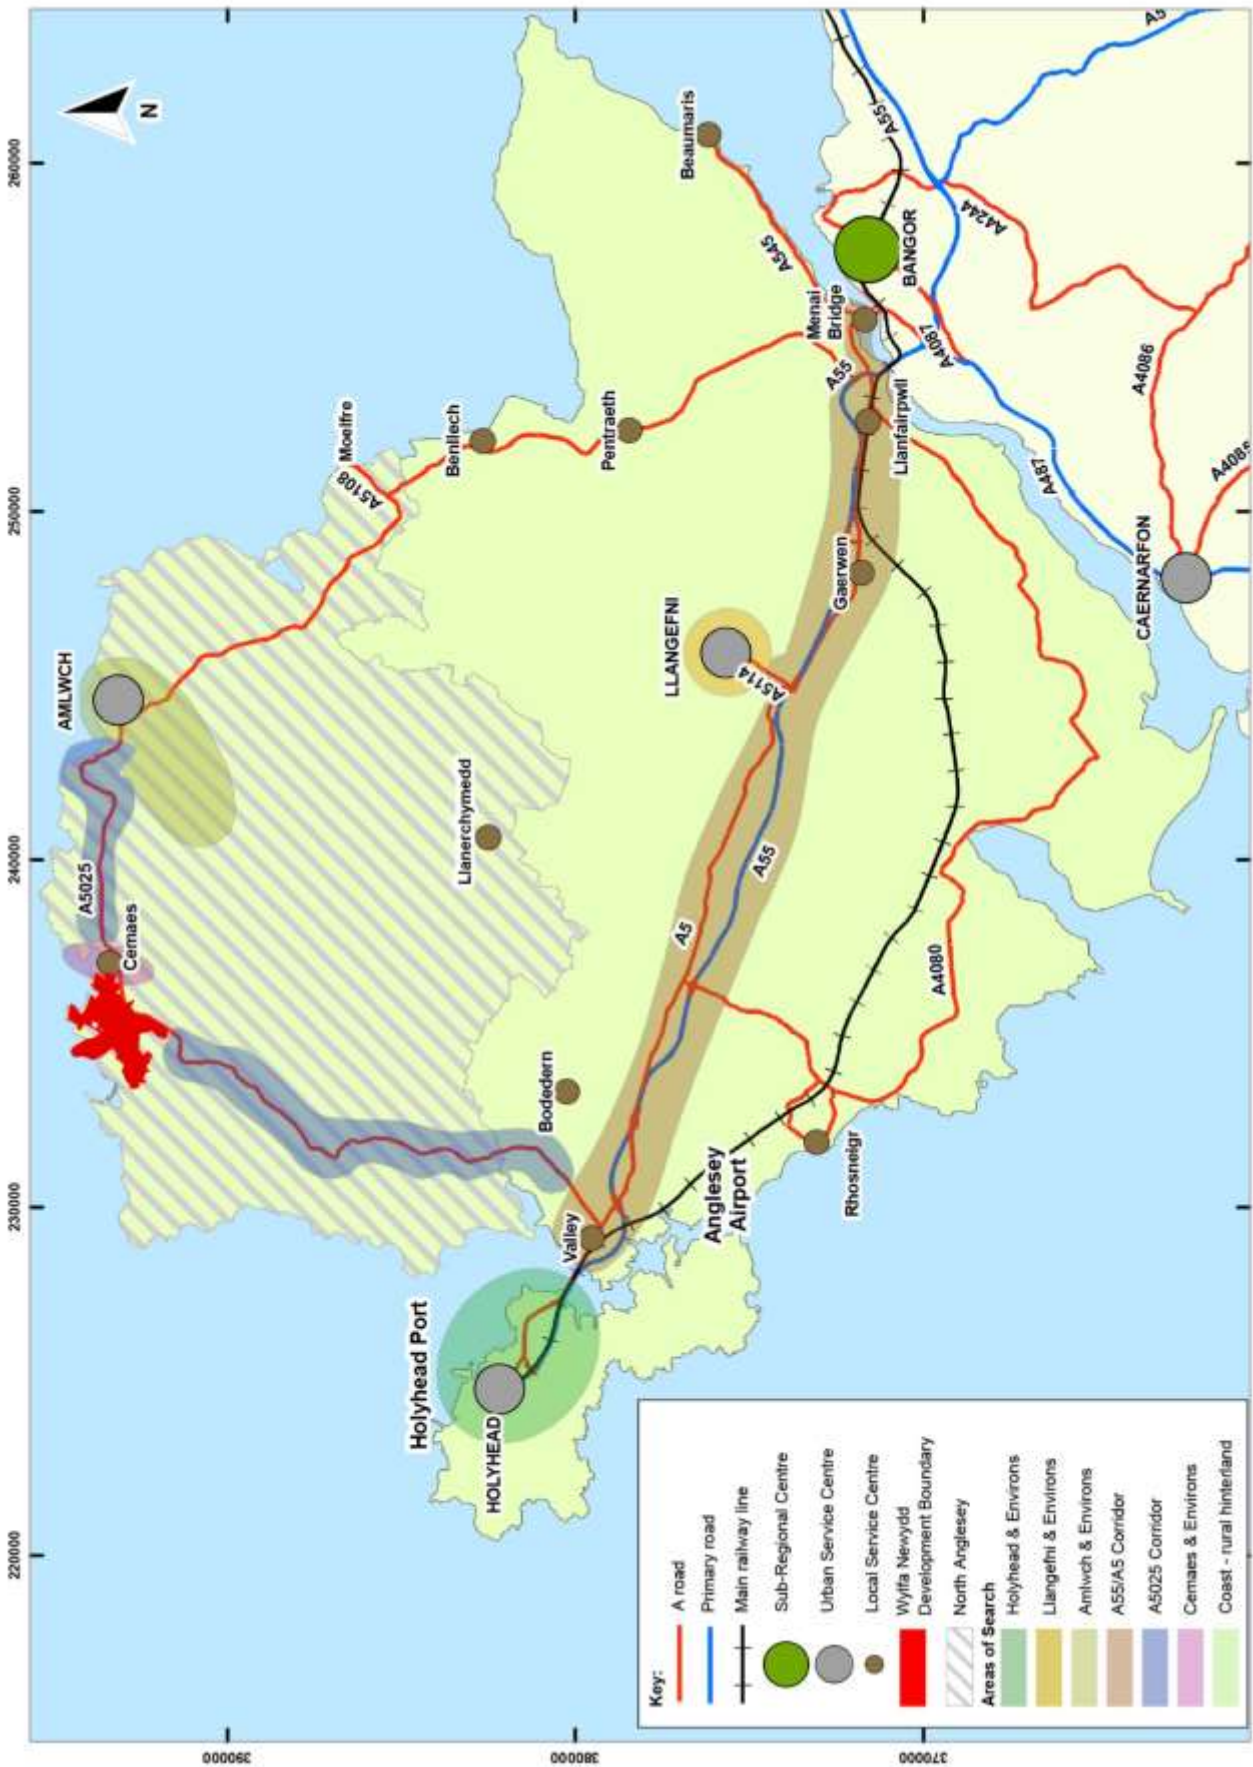 N
260000
250000
240000
230000
220000
390000
380000
370000
AMLWCH
A5025
Cemaes
Llanerchymedd
Moelfre
A5108
Benllech
Pentraeth
Beaumaris
A545
Menai
Bridge
BANGOR
A55
A4244
A4087
A55
Llanfairpwll
Gaerwen
LLANGEFNI
A5114
A487
A4086
A4085
CAERNARFON
A5
A5
A55
A4080
Bodedern
Valley
Anglesey
Airport
Rhosneigr
Holyhead Port
HOLYHEAD
Key:
A road
Primary road
Main railway line
Sub-Regional Centre
Urban Service Centre
Local Service Centre
Wylfa Newydd
Development Boundary
North Anglesey
Areas of Search
Holyhead & Environs
Llangefni & Environs
Amlwch & Environs
A55/A5 Corridor
A5025 Corridor
Cemaes & Environs
Coast - rural hinterland